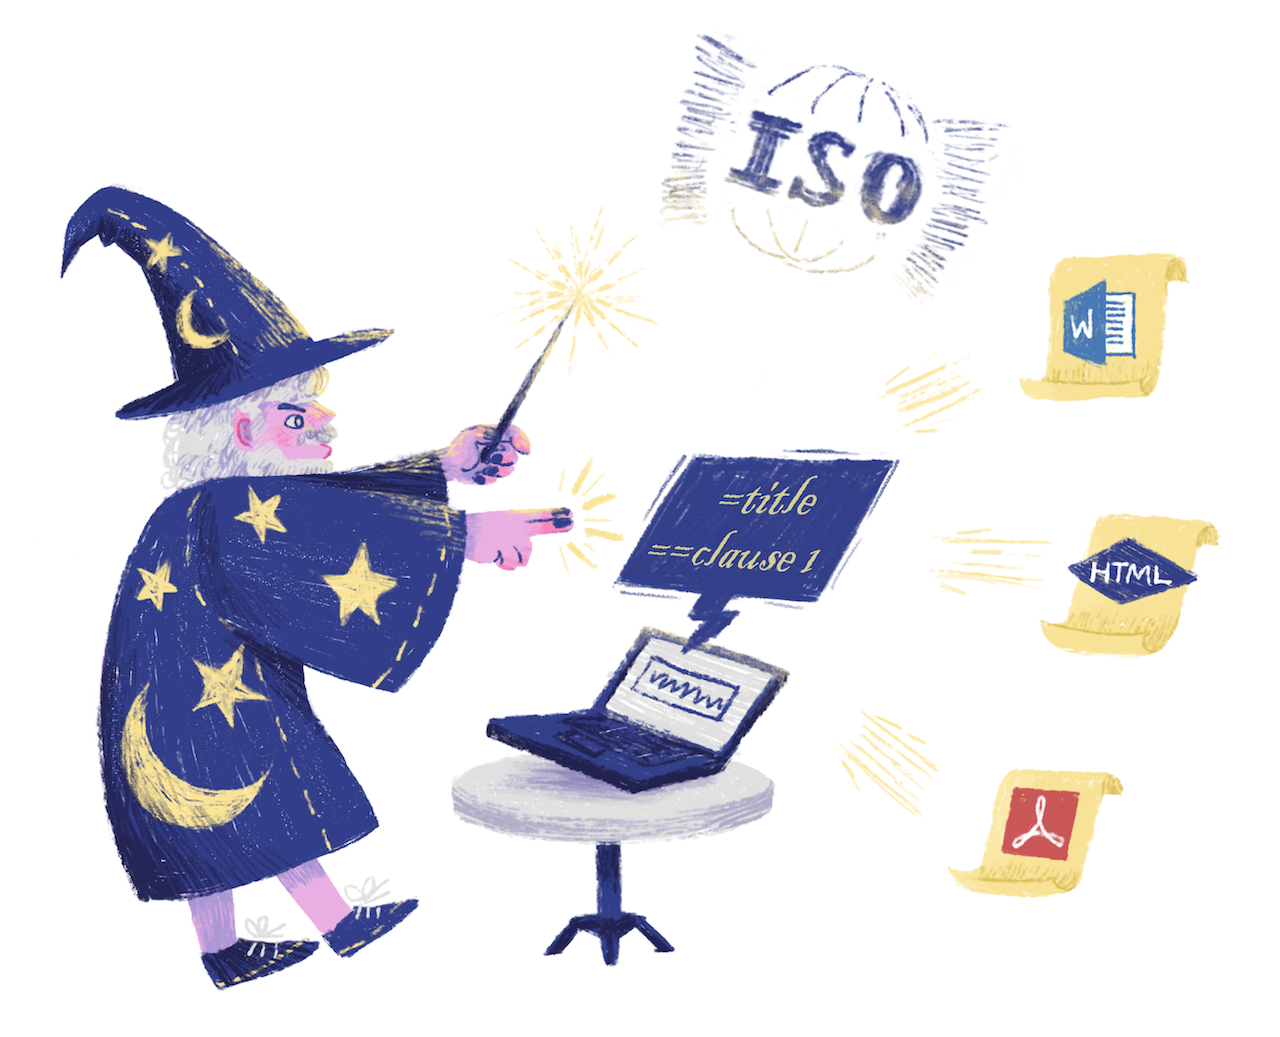 ISO
W
=title
==clause 1
HTML